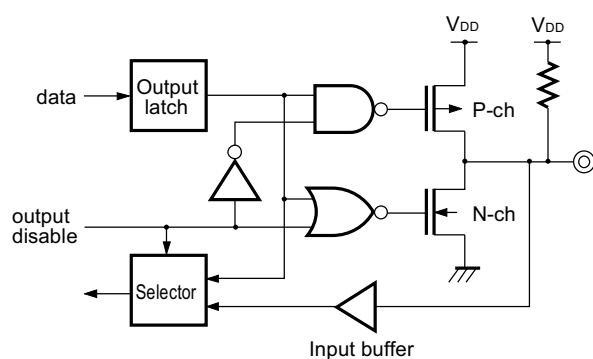 VDD
VDD
data
Output
latch
P-ch
output
disable
N-ch
Selector
Input buffer